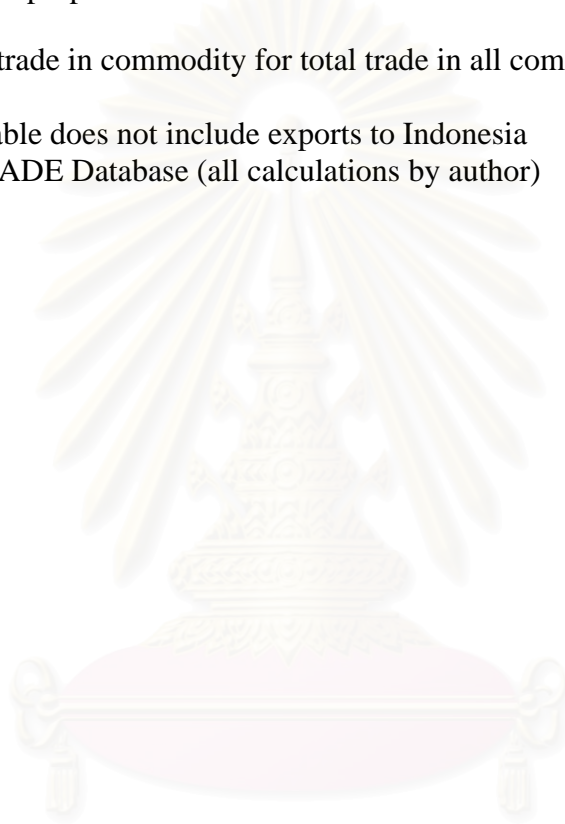 trade in commodity for total trade in all com
able does not include exports to Indonesia
ADE Database (all calculations by author)